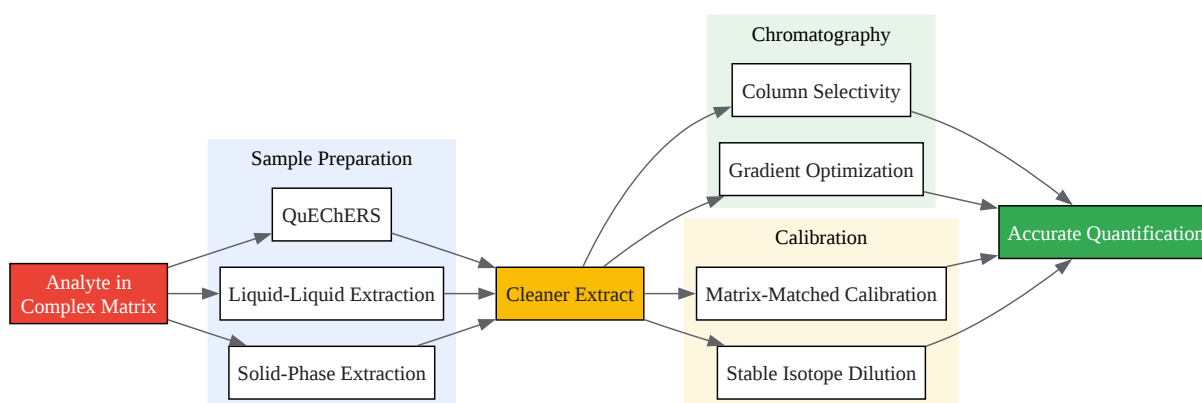 Analyte in
Complex Matrix
Sample Preparation
QuEChERS
Liquid-Liquid Extraction
Solid-Phase Extraction
Cleaner Extract
Chromatography
Column Selectivity
Gradient Optimization
Calibration
Matrix-Matched Calibration
Stable Isotope Dilution
Accurate Quantification